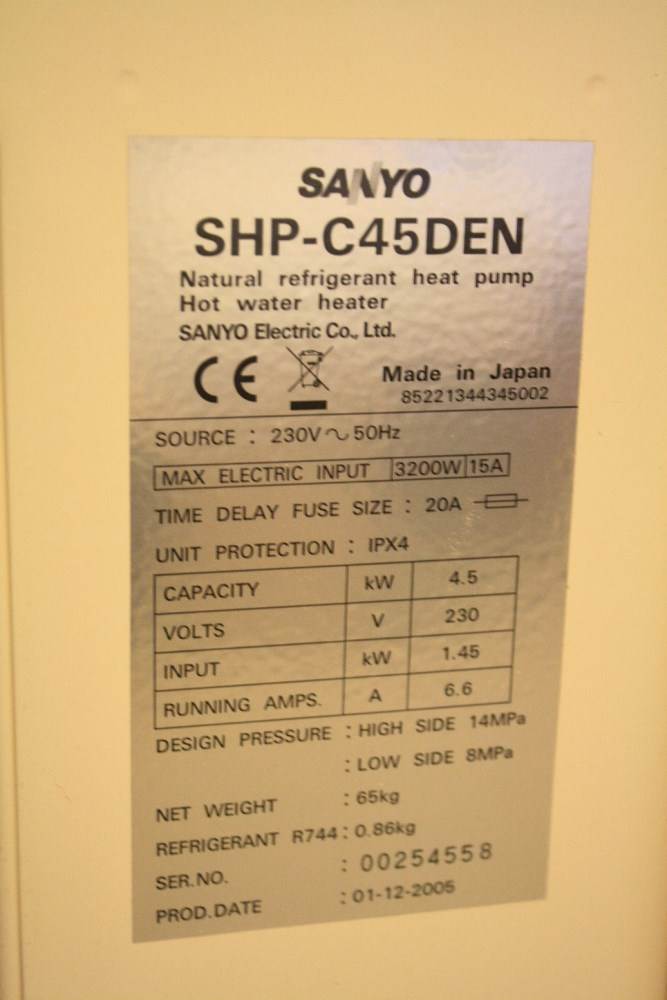 SANYO
SHP-C45DEN
Natural refrigerant heat pump
Hot water heater
SANYO Electric Co., Ltd.
CE
Made in Japan
85221344345002
SOURCE : 230V ~ 50Hz
MAX ELECTRIC INPUT 3200W 15A
TIME DELAY FUSE SIZE : 20A
UNIT PROTECTION : IPX4
CAPACITY kW 4.5
VOLTS V 230
INPUT kW 1.45
RUNNING AMPS. A 6.6
DESIGN PRESSURE : HIGH SIDE 14MPa
: LOW SIDE 8MPa
NET WEIGHT : 65kg
REFRIGERANT R744 : 0.86kg
SER.NO. : 00254558
PROD.DATE : 01-12-2005